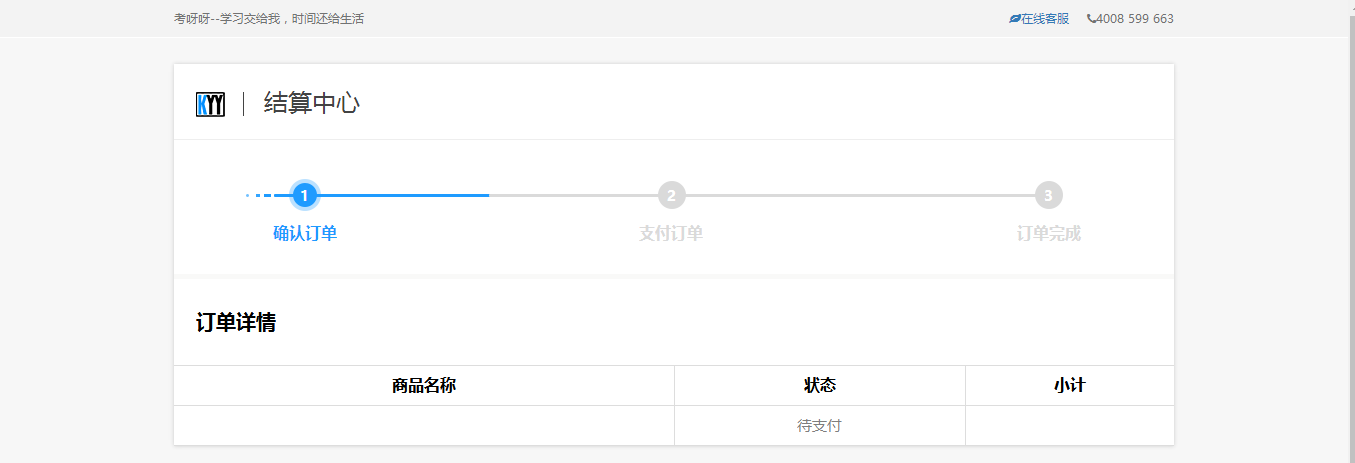 考呀呀--学习交给我，时间还给生活 在线客服 4008 599 663
KYY 结算中心
1 2 3
确认订单 支付订单 订单完成
订单详情
商品名称 状态 小计
待支付